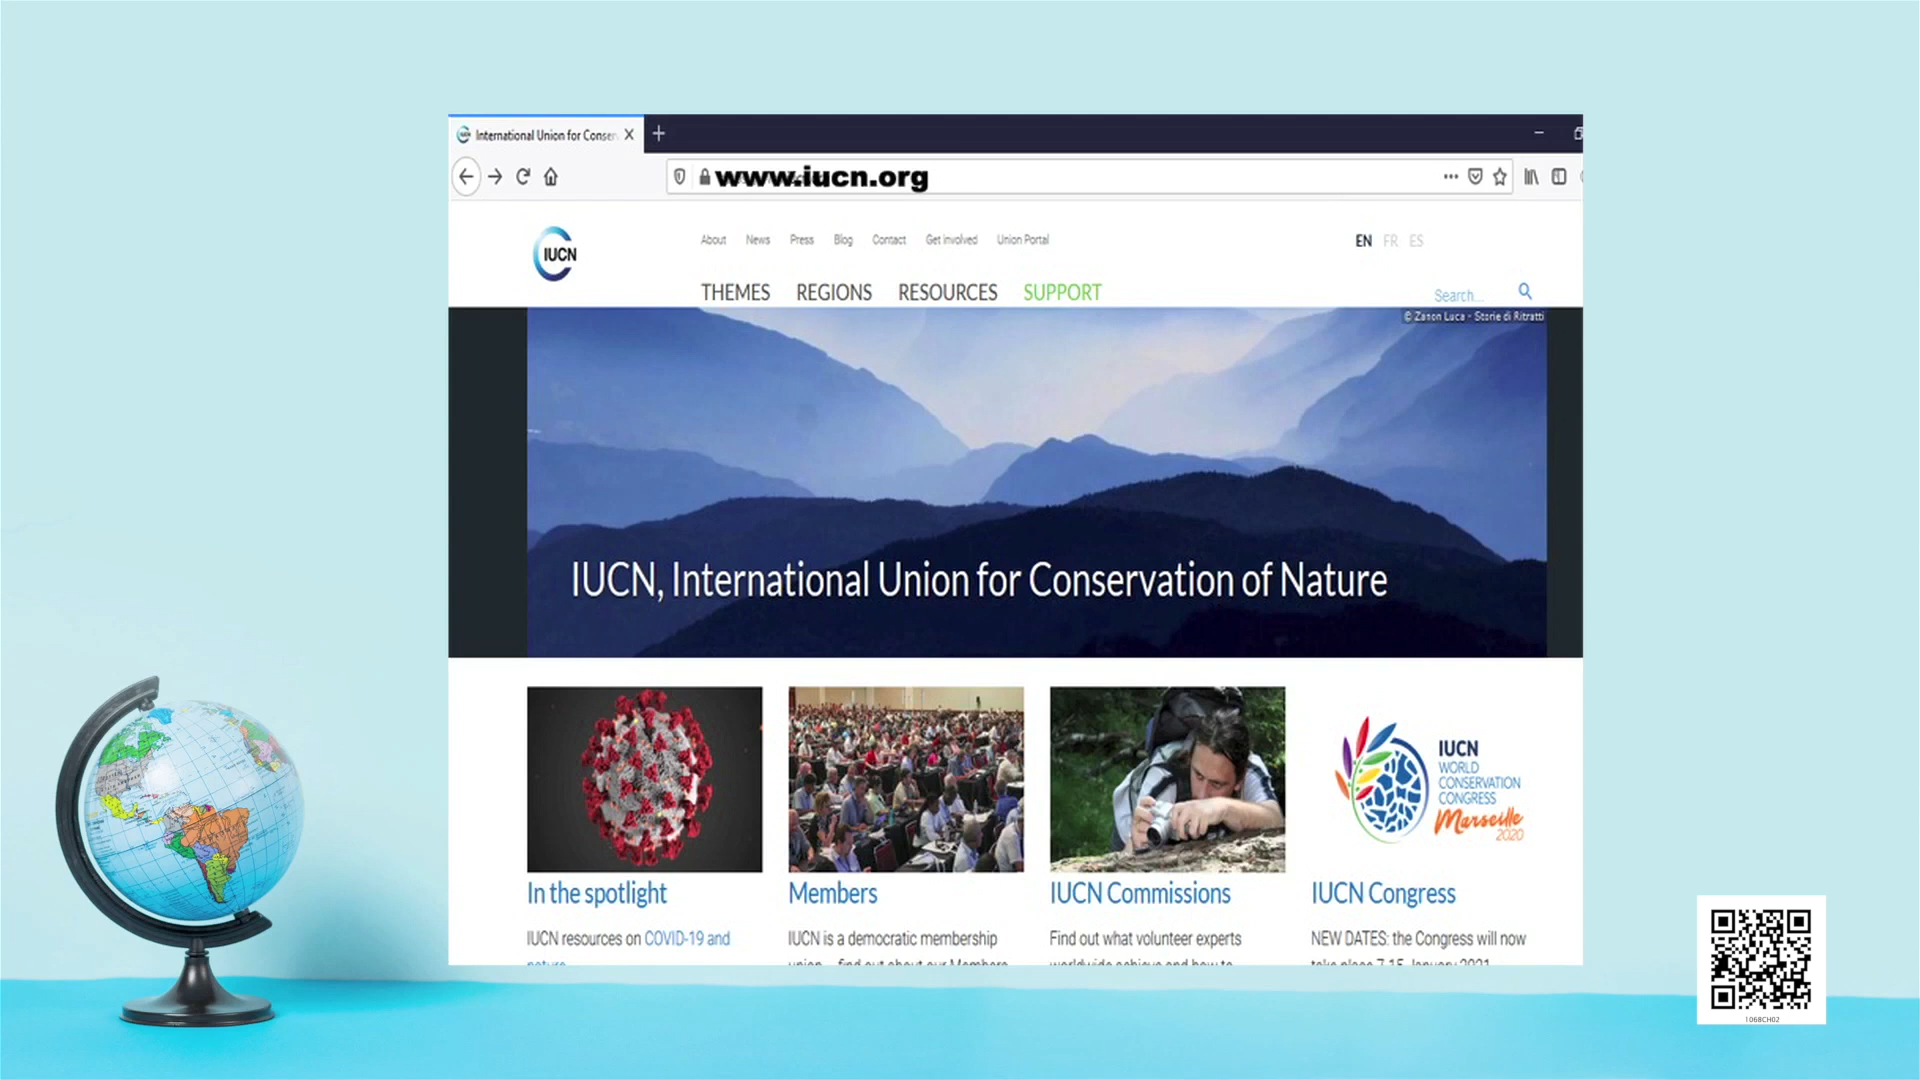 International Union for Conser
www.iucn.org
IUCN
About News Press Blog Contact Get involved Union Portal
EN FR ES
THEMES REGIONS RESOURCES SUPPORT
Search...
© Zanon Luca - Storie di Ritratti
IUCN, International Union for Conservation of Nature
IUCN
WORLD
CONSERVATION
CONGRESS
Marseille
2020
In the spotlight
IUCN resources on COVID-19 and
nature
Members
IUCN is a democratic membership
union – find out about our Members
IUCN Commissions
Find out what volunteer experts
worldwide achieve and how to
IUCN Congress
NEW DATES: the Congress will now
take place 7-15 January 2021
1068CH02